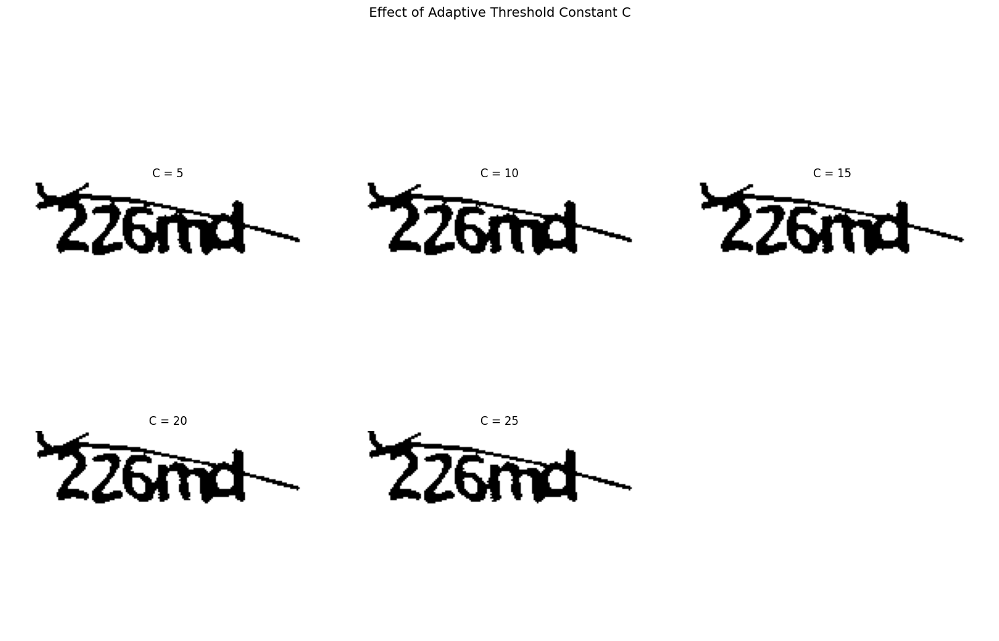 Effect of Adaptive Threshold Constant C
C = 5
226md
C = 10
226md
C = 15
226md
C = 20
226md
C = 25
226md